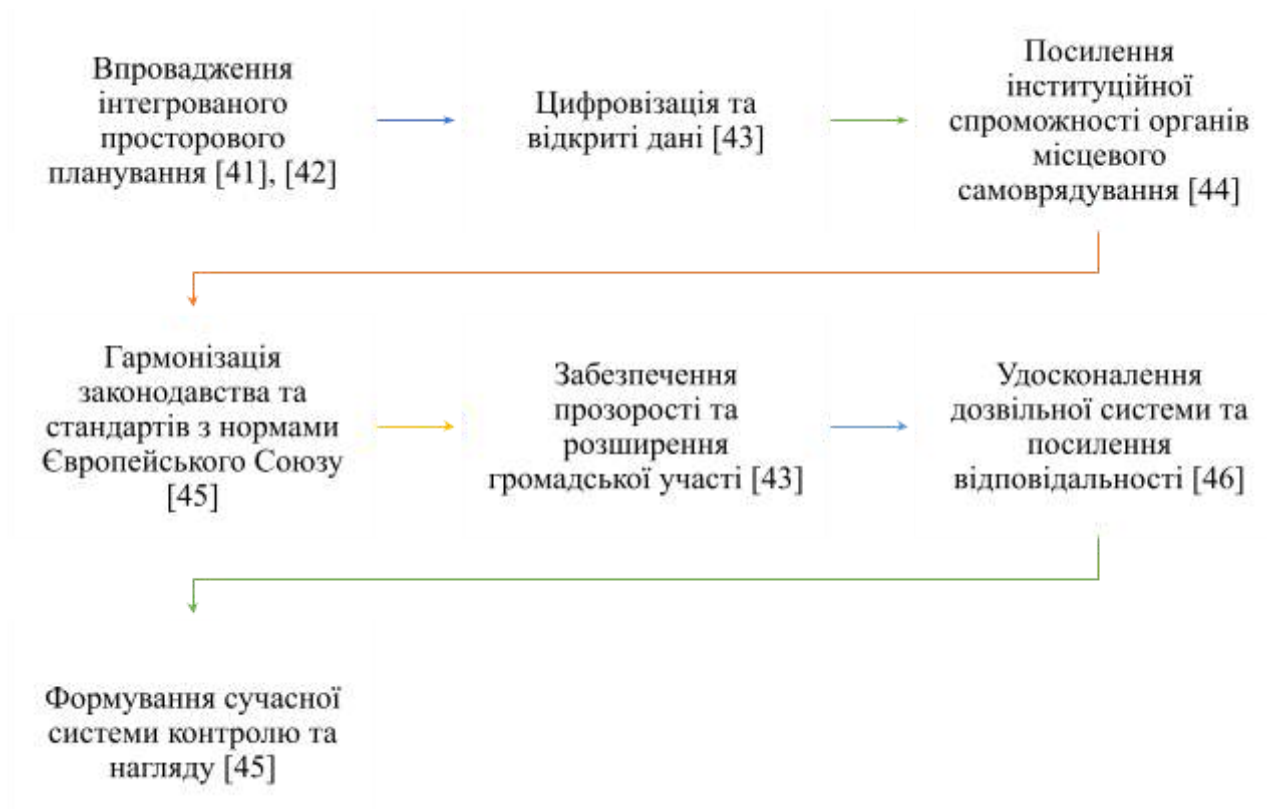 Впровадження
інтегрованого
просторового
планування [41], [42]
Цифровізація та
відкриті дані [43]
Посилення
інституційної
спроможності органів
місцевого
самоврядування [44]
Гармонізація
законодавства та
стандартів з нормами
Європейського Союзу
[45]
Забезпечення
прозорості та
розширення
громадської участі [43]
Удосконалення
дозвільної системи та
посилення
відповідальності [46]
Формування сучасної
системи контролю та
нагляду [45]